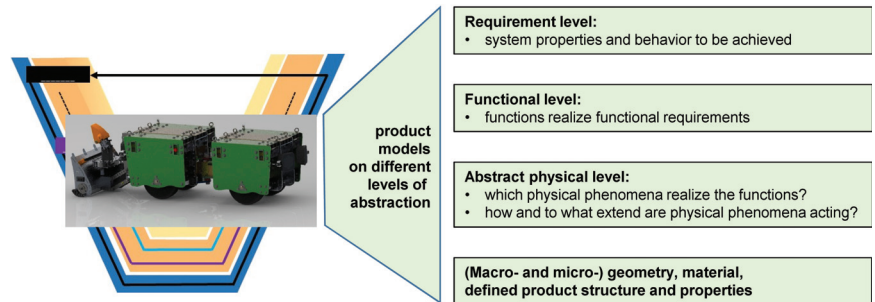 product
models
on different
levels of
abstraction
Requirement level:
• system properties and behavior to be achieved
Functional level:
• functions realize functional requirements
Abstract physical level:
• which physical phenomena realize the functions?
• how and to what extend are physical phenomena acting?
(Macro- and micro-) geometry, material,
defined product structure and properties